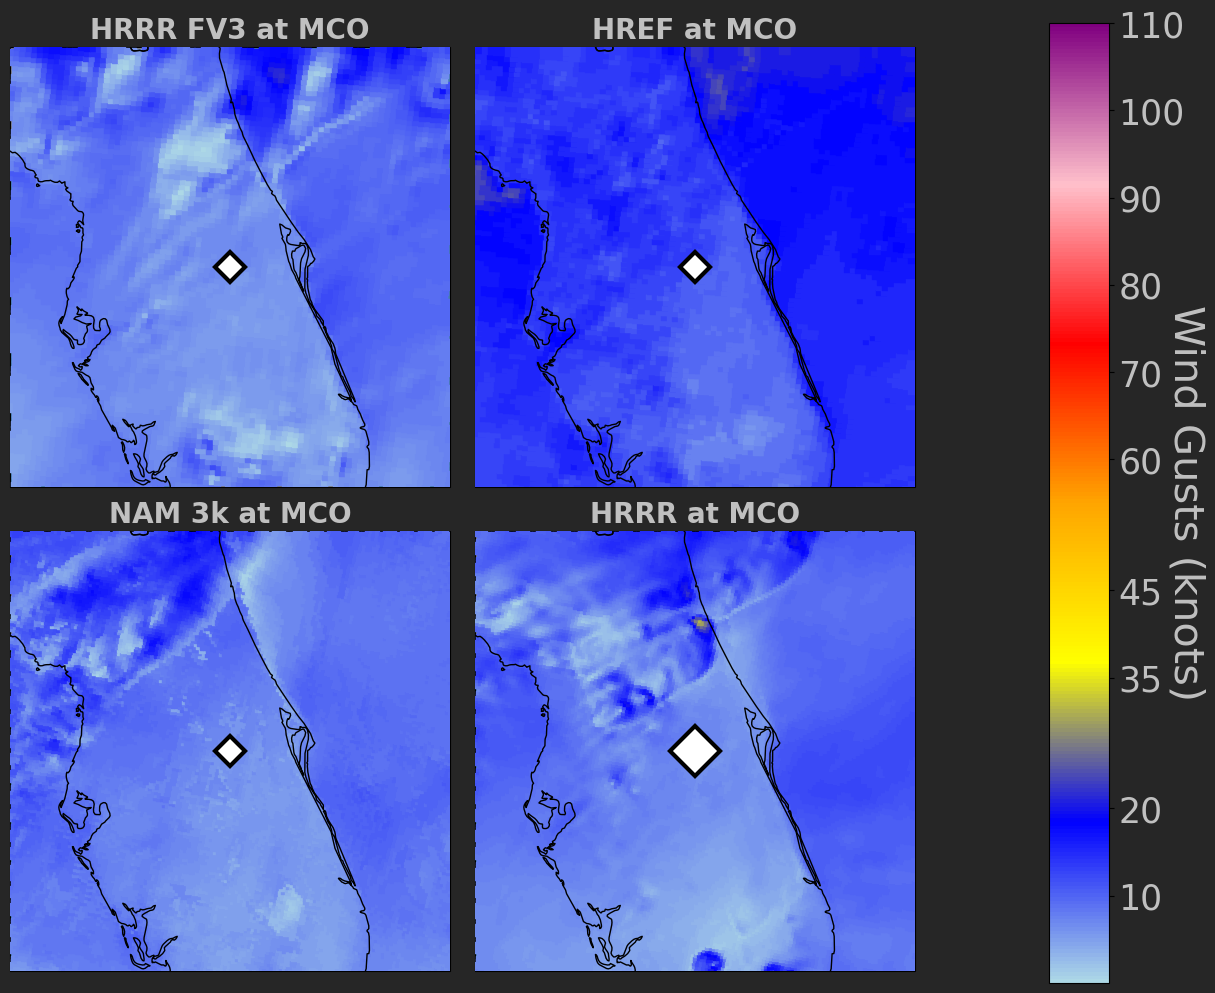 HRRR FV3 at MCO
HREF at MCO
NAM 3k at MCO
HRRR at MCO
110
100
90
80
70
60
45
35
20
10
Wind Gusts (knots)